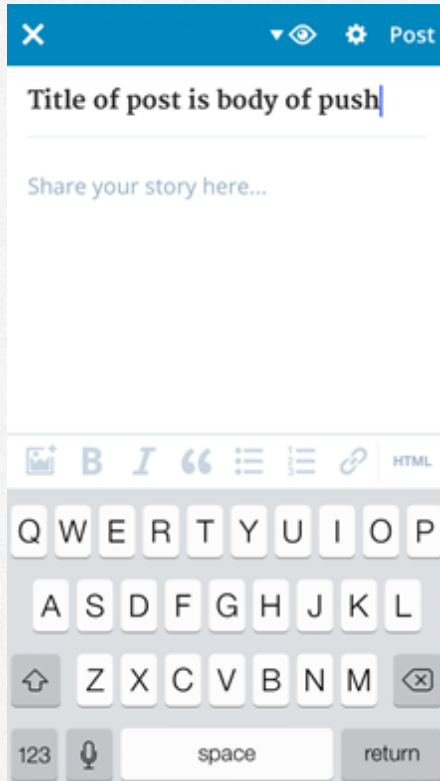 Post
Title of post is body of push
Share your story here...
B I HTML
Q W E R T Y U I O P
A S D F G H J K L
Z X C V B N M
123 space return